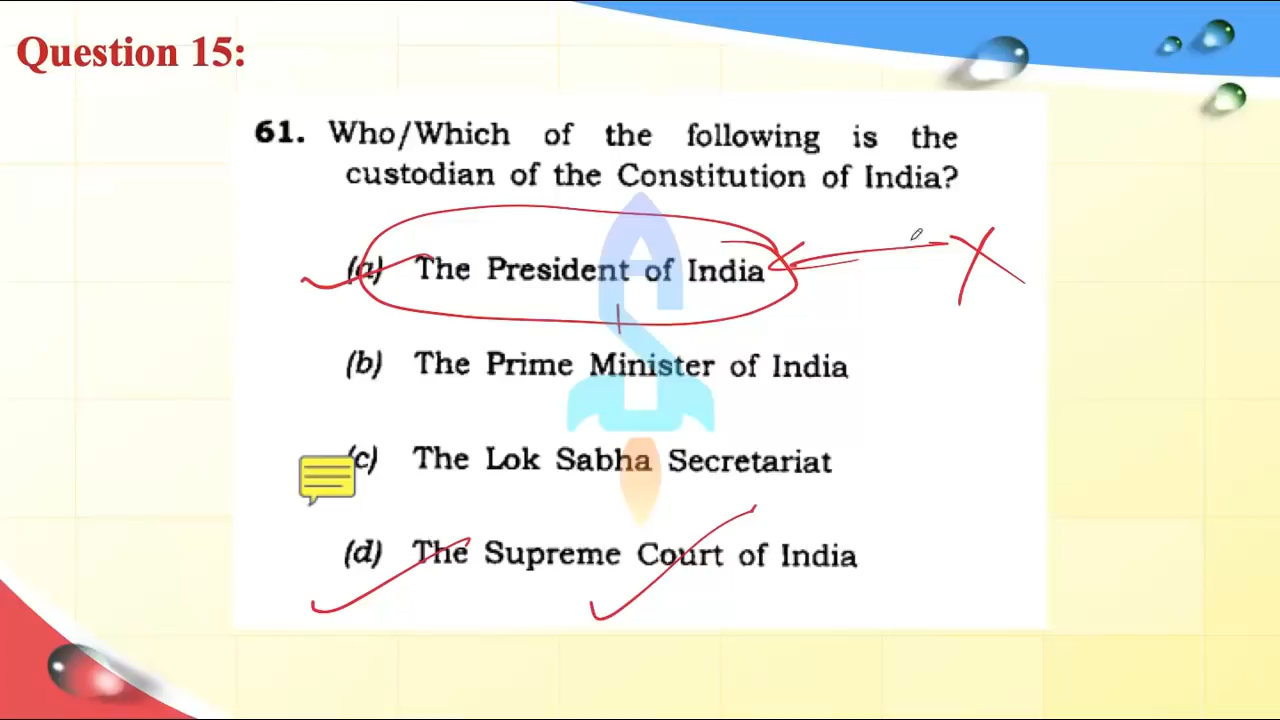 Question 15:
61. Who/Which of the following is the
custodian of the Constitution of India?
(a) The President of India
(b) The Prime Minister of India
(c) The Lok Sabha Secretariat
(d) The Supreme Court of India